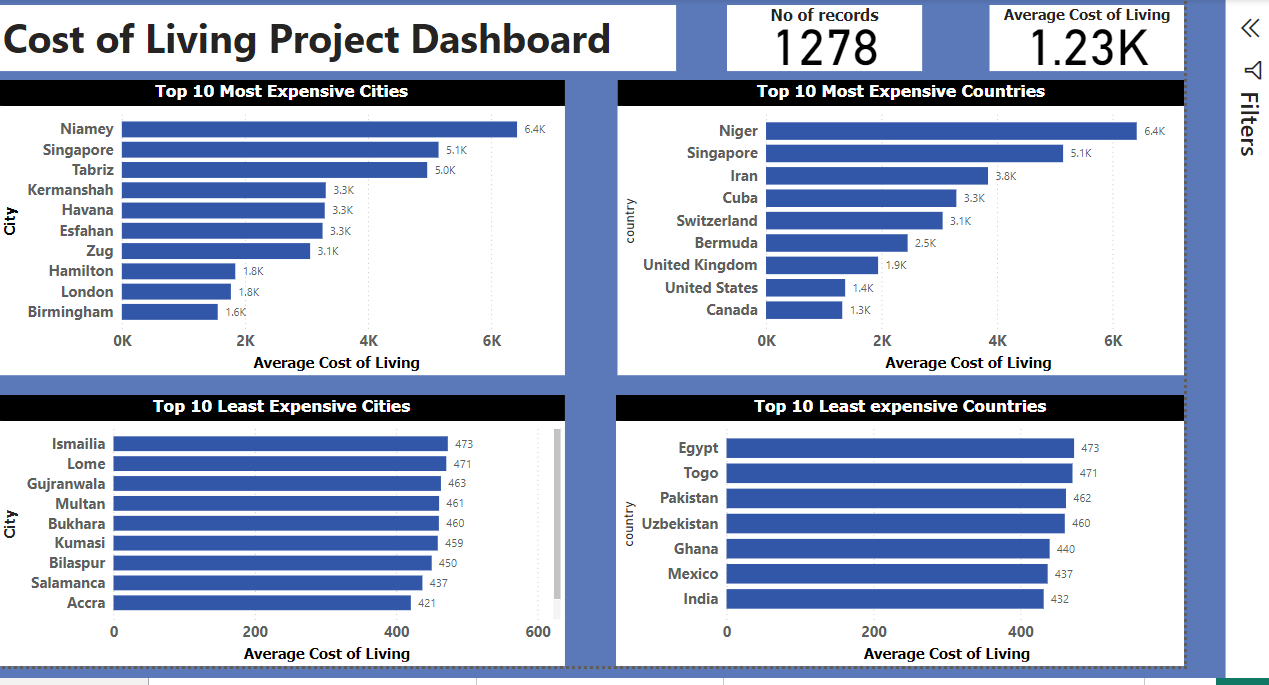 Cost of Living Project Dashboard
No of records
1278
Average Cost of Living
1.23K
Filters
Top 10 Most Expensive Cities
City
Niamey 6.4K
Singapore 5.1K
Tabriz 5.0K
Kermanshah 3.3K
Havana 3.3K
Esfahan 3.3K
Zug 3.1K
Hamilton 1.8K
London 1.8K
Birmingham 1.6K
0K 2K 4K 6K
Average Cost of Living
Top 10 Most Expensive Countries
country
Niger 6.4K
Singapore 5.1K
Iran 3.8K
Cuba 3.3K
Switzerland 3.1K
Bermuda 2.5K
United Kingdom 1.9K
United States 1.4K
Canada 1.3K
0K 2K 4K 6K
Average Cost of Living
Top 10 Least Expensive Cities
City
Ismailia 473
Lome 471
Gujranwala 463
Multan 461
Bukhara 460
Kumasi 459
Bilaspur 450
Salamanca 437
Accra 421
0 200 400 600
Average Cost of Living
Top 10 Least expensive Countries
country
Egypt 473
Togo 471
Pakistan 462
Uzbekistan 460
Ghana 440
Mexico 437
India 432
0 200 400
Average Cost of Living